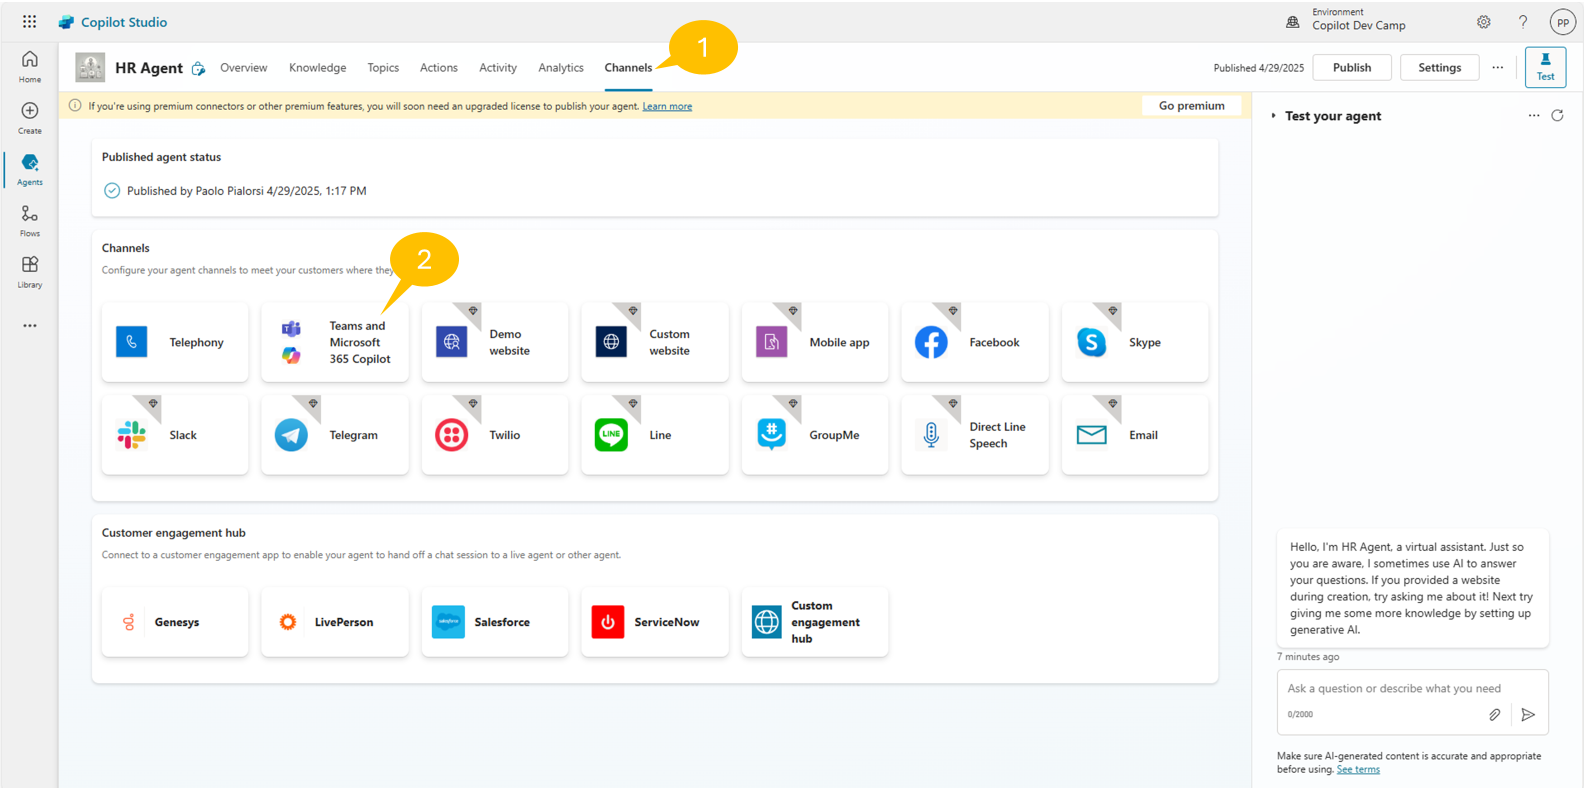 Copilot Studio
Environment
Copilot Dev Camp
?
PP
Home
Create
Agents
Flows
Library
HR Agent
Overview
Knowledge
Topics
Actions
Activity
Analytics
Channels
1
Published 4/29/2025
Publish
Settings
Test
If you're using premium connectors or other premium features, you will soon need an upgraded license to publish your agent. Learn more
Go premium
Published agent status
Published by Paolo Pialorsi 4/29/2025, 1:17 PM
Channels
Configure your agent channels to meet your customers where they
2
Telephony
Teams and
Microsoft
365 Copilot
Demo
website
Custom
website
Mobile app
Facebook
Skype
Slack
Telegram
Twilio
LINE
Line
GroupMe
Direct Line
Speech
Email
Customer engagement hub
Connect to a customer engagement app to enable your agent to hand off a chat session to a live agent or other agent.
Genesys
LivePerson
salesforce
Salesforce
ServiceNow
Custom
engagement
hub
Test your agent
Hello, I'm HR Agent, a virtual assistant. Just so
you are aware, I sometimes use AI to answer
your questions. If you provided a website
during creation, try asking me about it! Next try
giving me some more knowledge by setting up
generative AI.
7 minutes ago
Ask a question or describe what you need
0/2000
Make sure AI-generated content is accurate and appropriate
before using. See terms